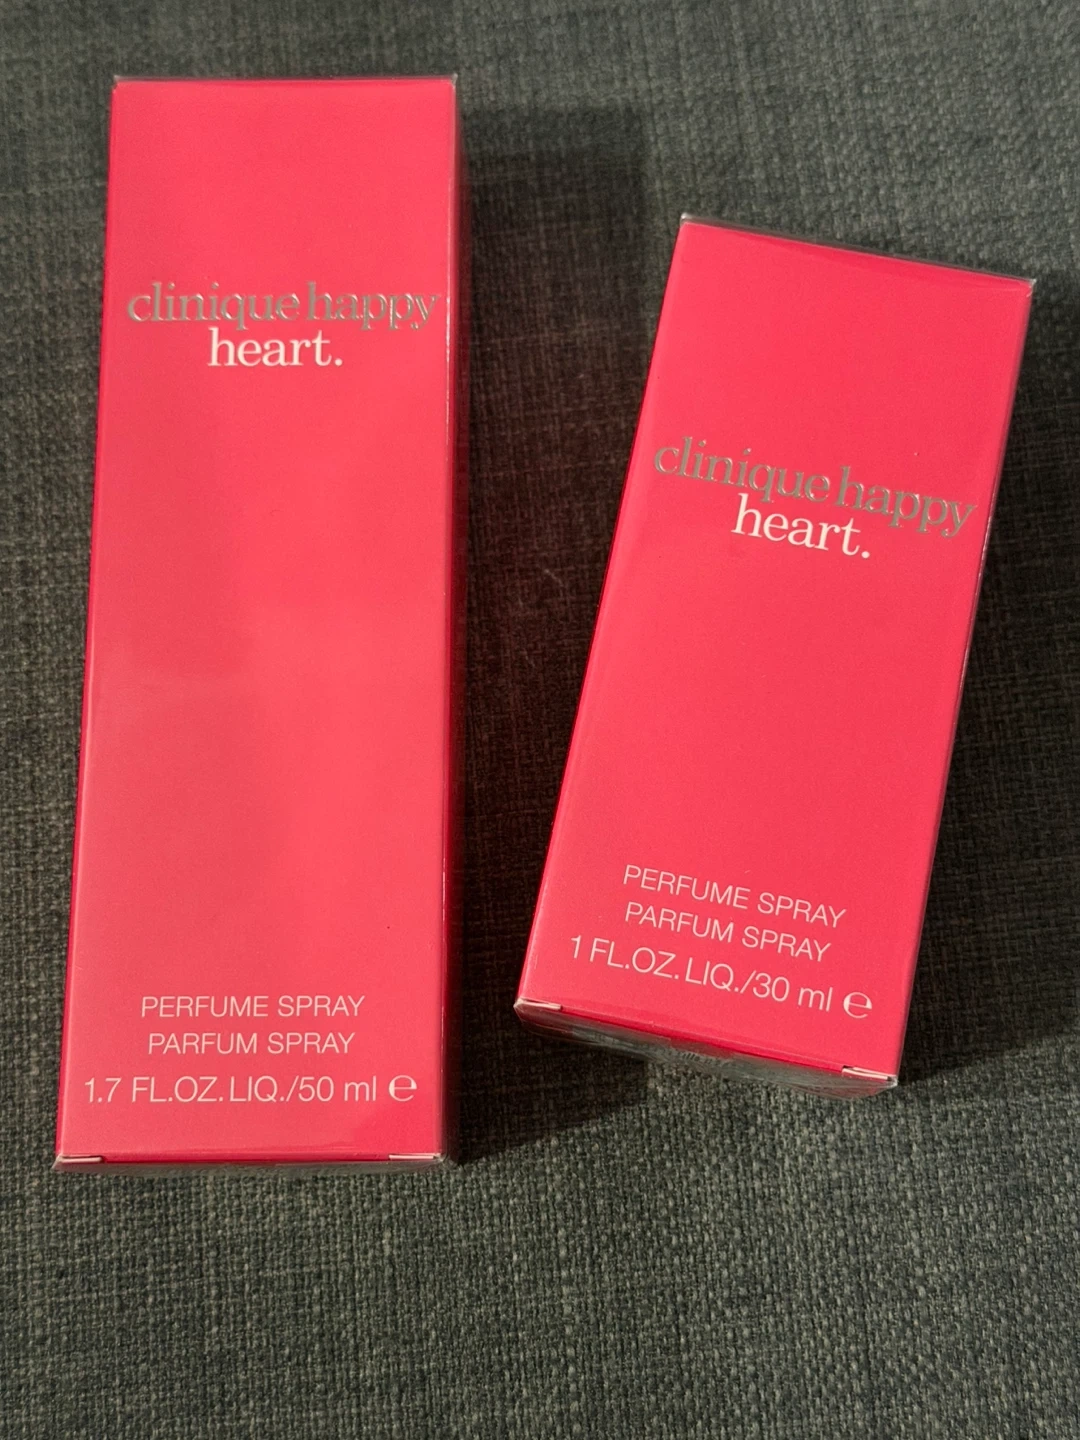 clinique happy
heart.
PERFUME SPRAY
PARFUM SPRAY
1.7 FL.OZ. LIQ./50 ml ℮
clinique happy
heart.
PERFUME SPRAY
PARFUM SPRAY
1 FL.OZ. LIQ./30 ml ℮